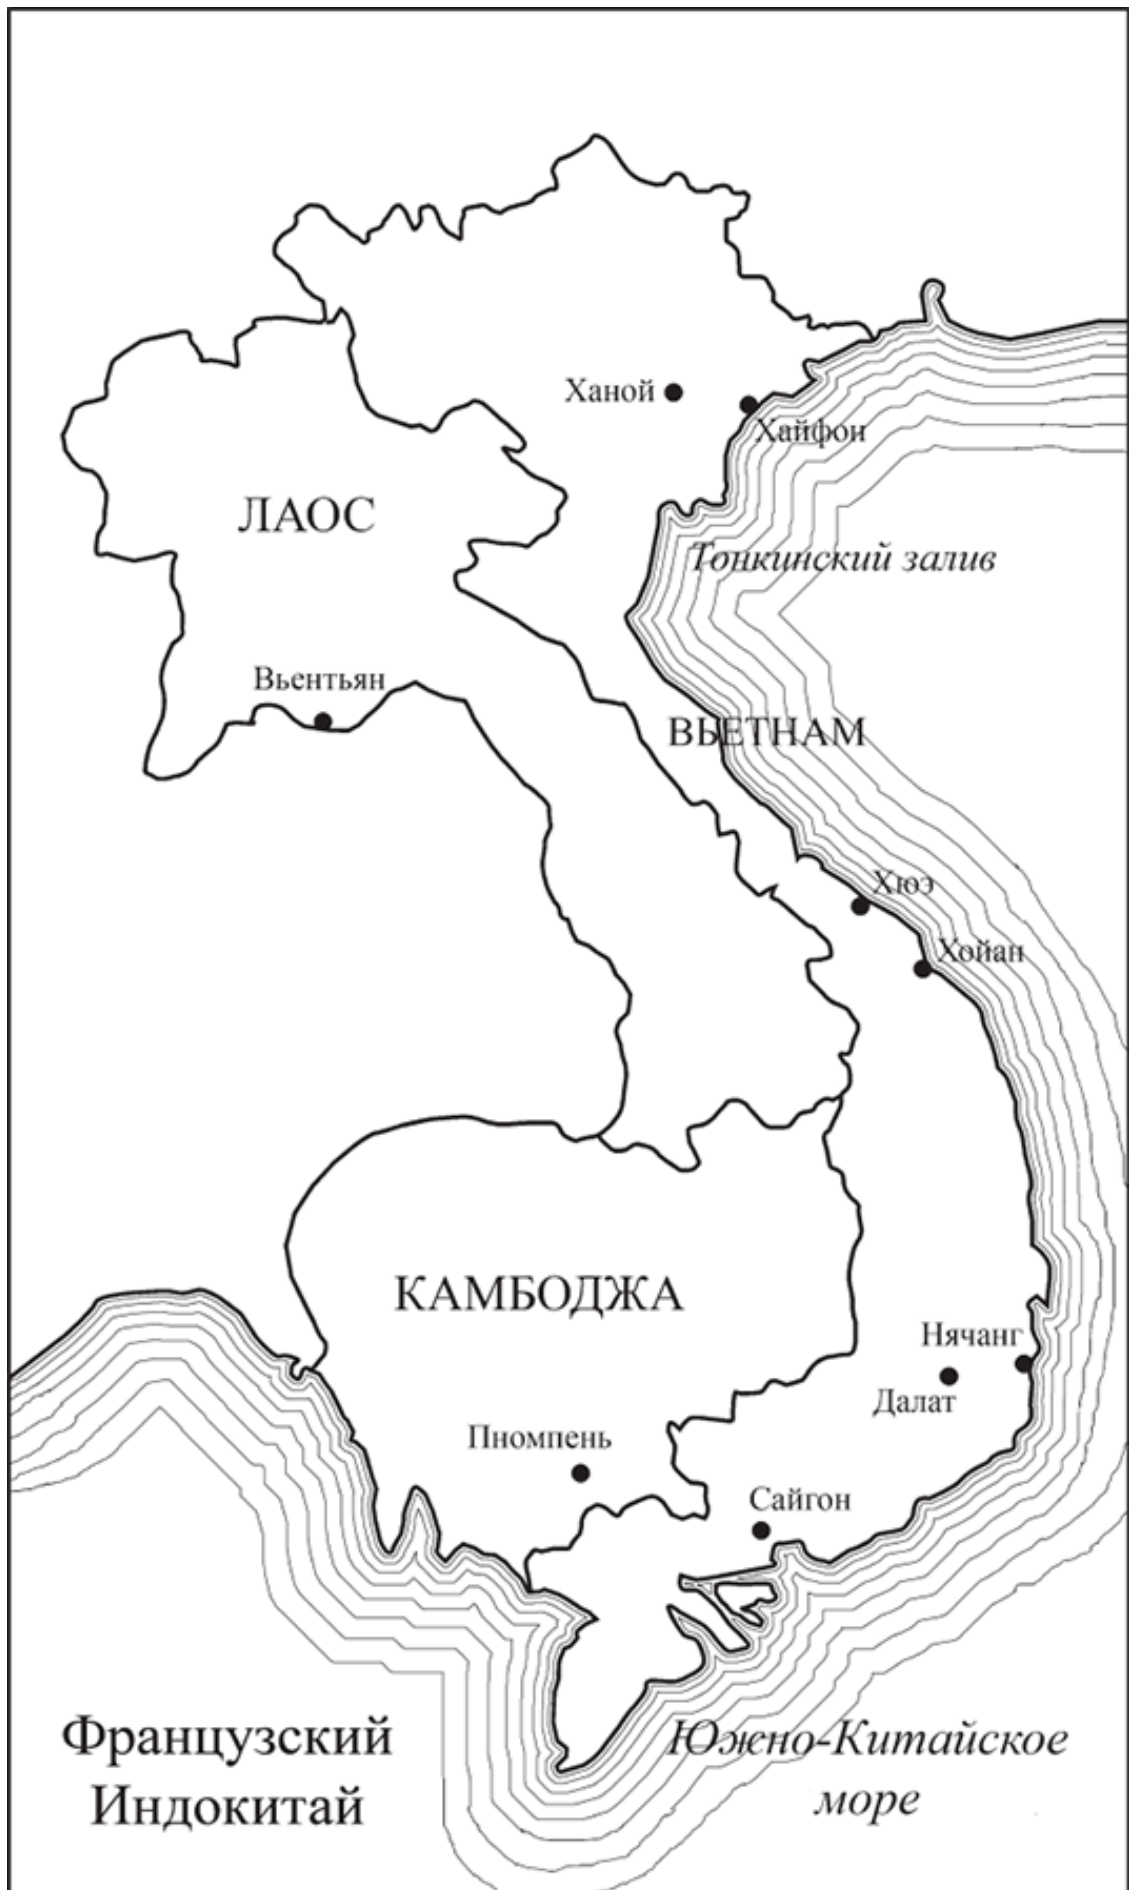 Ханой
Хайфон
ЛАОС
Тонкинский залив
Вьентьян
ВЬЕТНАМ
Хюэ
Хойан
КАМБОДЖА
Нячанг
Далат
Пномпень
Сайгон
Французский
Индокитай
Южно-Китайское
море